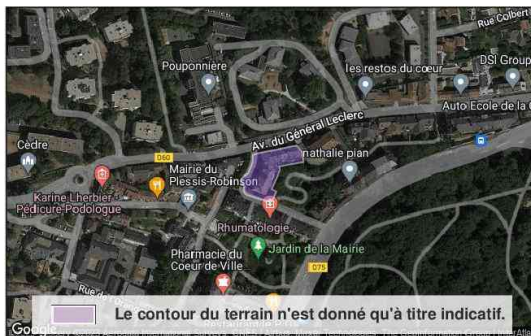 Rue Colbert
Pouponnière
les restos du cœur
DSI Group
Av. du Général Leclerc
Auto Ecole de la
Cèdre
D60
nathalie pian
Mairie du
Plessis-Robinson
Karine Lherbier
Pédicure-Podologue
Rhumatologie
Jardin de la Mairie
Pharmacie du
Coeur de Ville
D75
Rue de
Google
Le contour du terrain n'est donné qu'à titre indicatif.